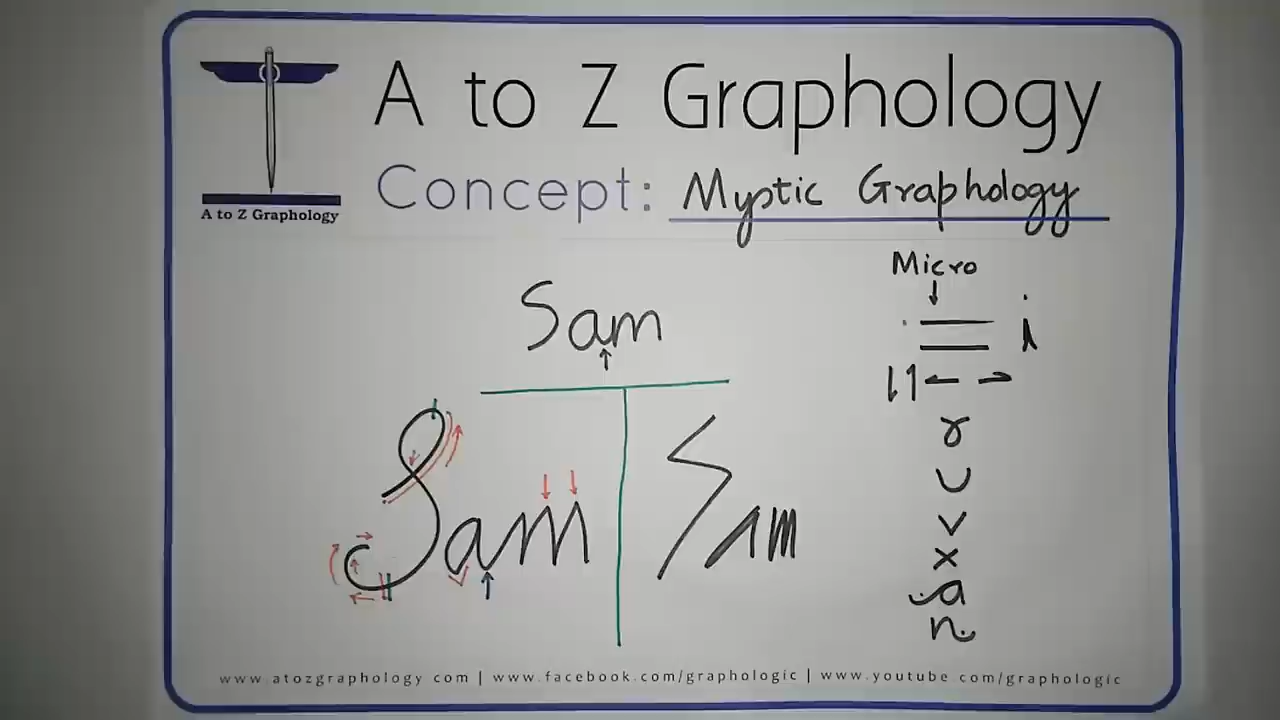 A to Z Graphology
A to Z Graphology
Concept: Mystic Graphology
Micro
Sam
i
Sam
Sam
r
v
x
a
n
www.atozgraphology com | www.facebook.com/graphologic | www.youtube com/graphologic